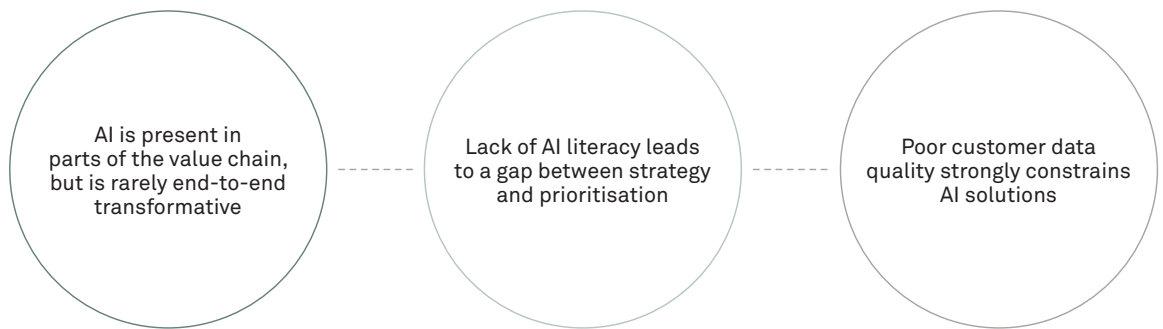 AI is present in
parts of the value chain,
but is rarely end-to-end
transformative
Lack of AI literacy leads
to a gap between strategy
and prioritisation
Poor customer data
quality strongly constrains
AI solutions